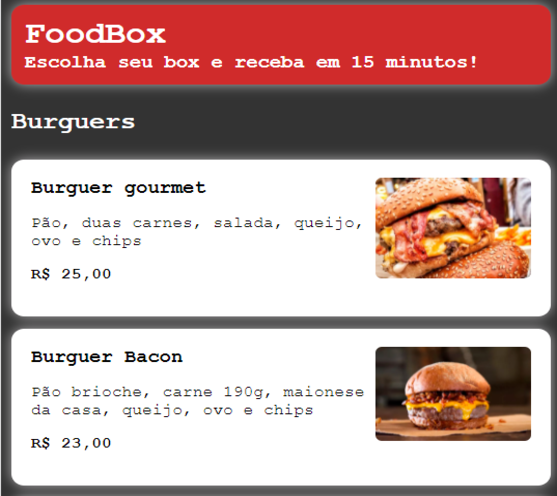 FoodBox
Escolha seu box e receba em 15 minutos!
Burguers
Burguer gourmet
Pão, duas carnes, salada, queijo,
ovo e chips
R$ 25,00
Burguer Bacon
Pão brioche, carne 190g, maionese
da casa, queijo, ovo e chips
R$ 23,00